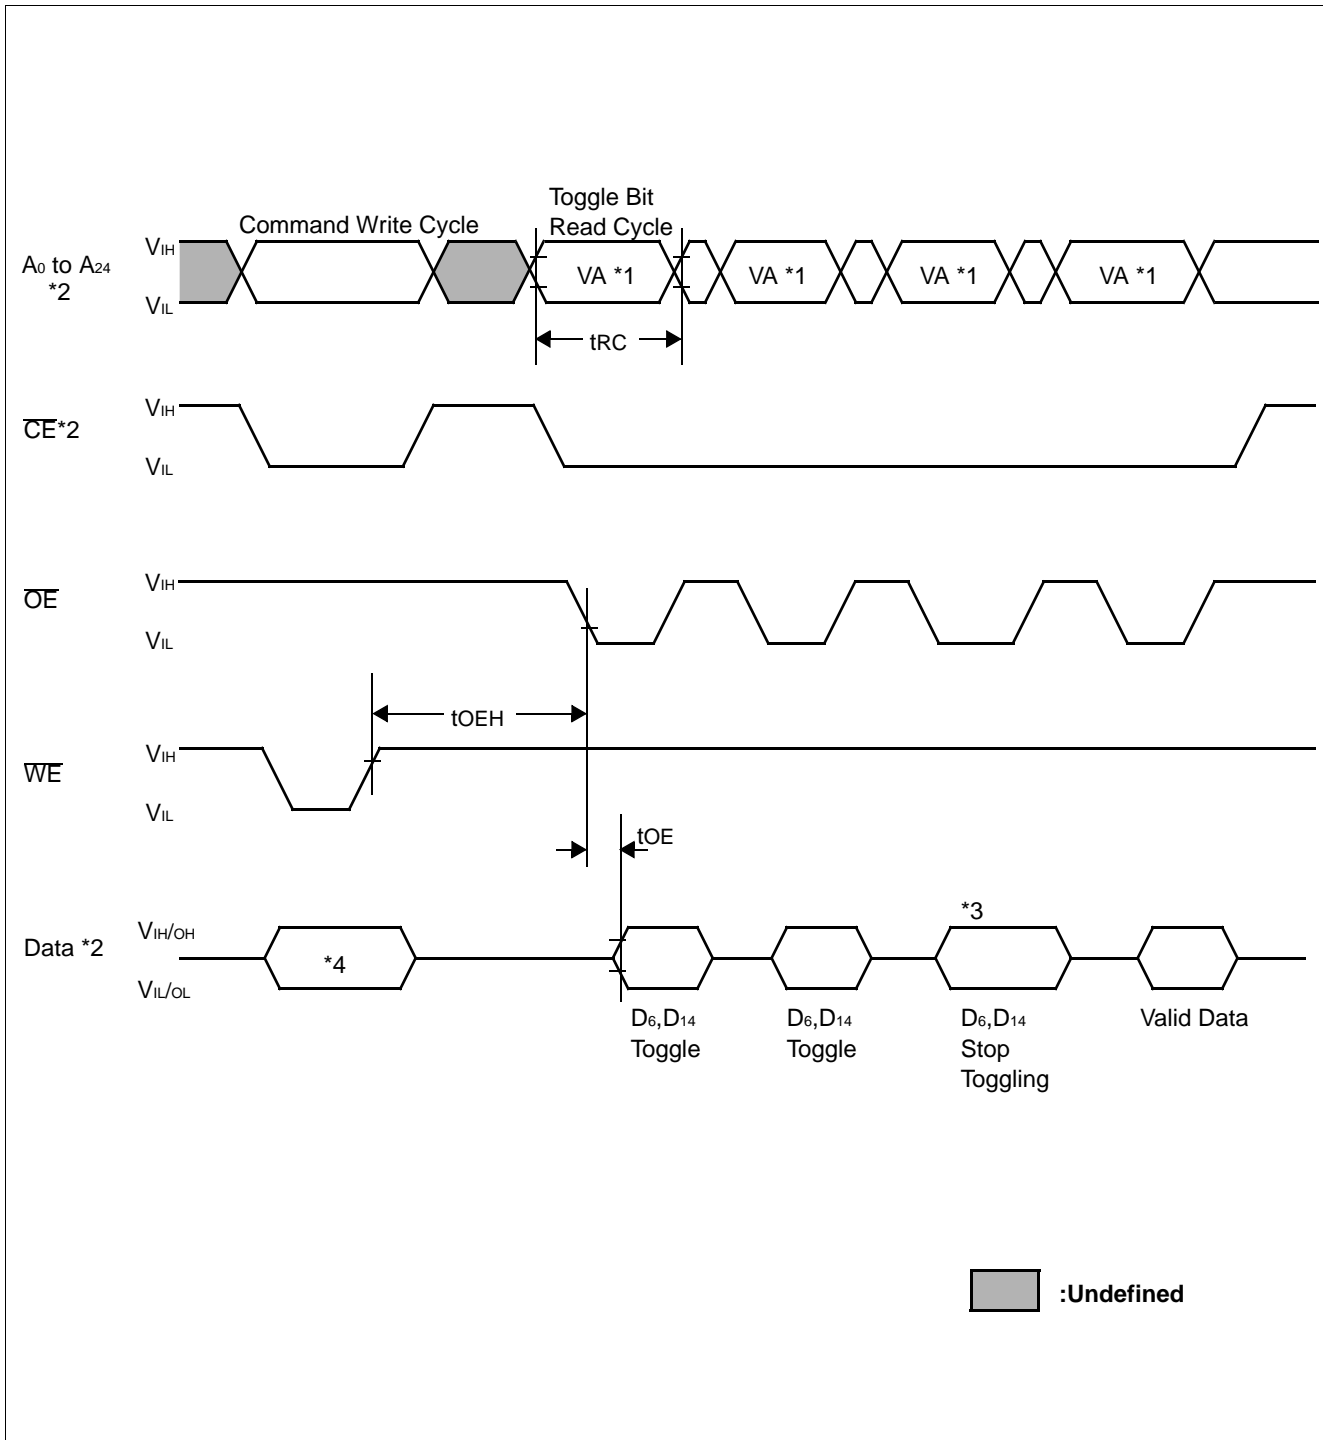 Toggle Bit
Command Write Cycle Read Cycle
A0 to A24
*2
VIH
VIL
VA *1 VA *1 VA *1 VA *1
tRC
CE*2
VIH
VIL
OE
VIH
VIL
tOEH
WE
VIH
VIL
tOE
Data *2
VIH/OH
VIL/OL
*4
*3
D6,D14
Toggle
D6,D14
Toggle
D6,D14
Stop
Toggling
Valid Data
:Undefined